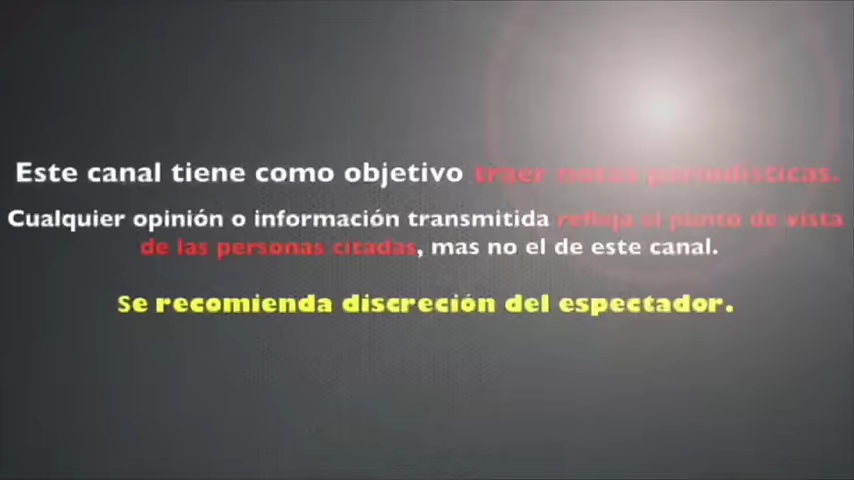 Este canal tiene como objetivo traer notas periodísticas.
Cualquier opinión o información transmitida refleja el punto de vista
de las personas citadas, mas no el de este canal.
Se recomienda discreción del espectador.